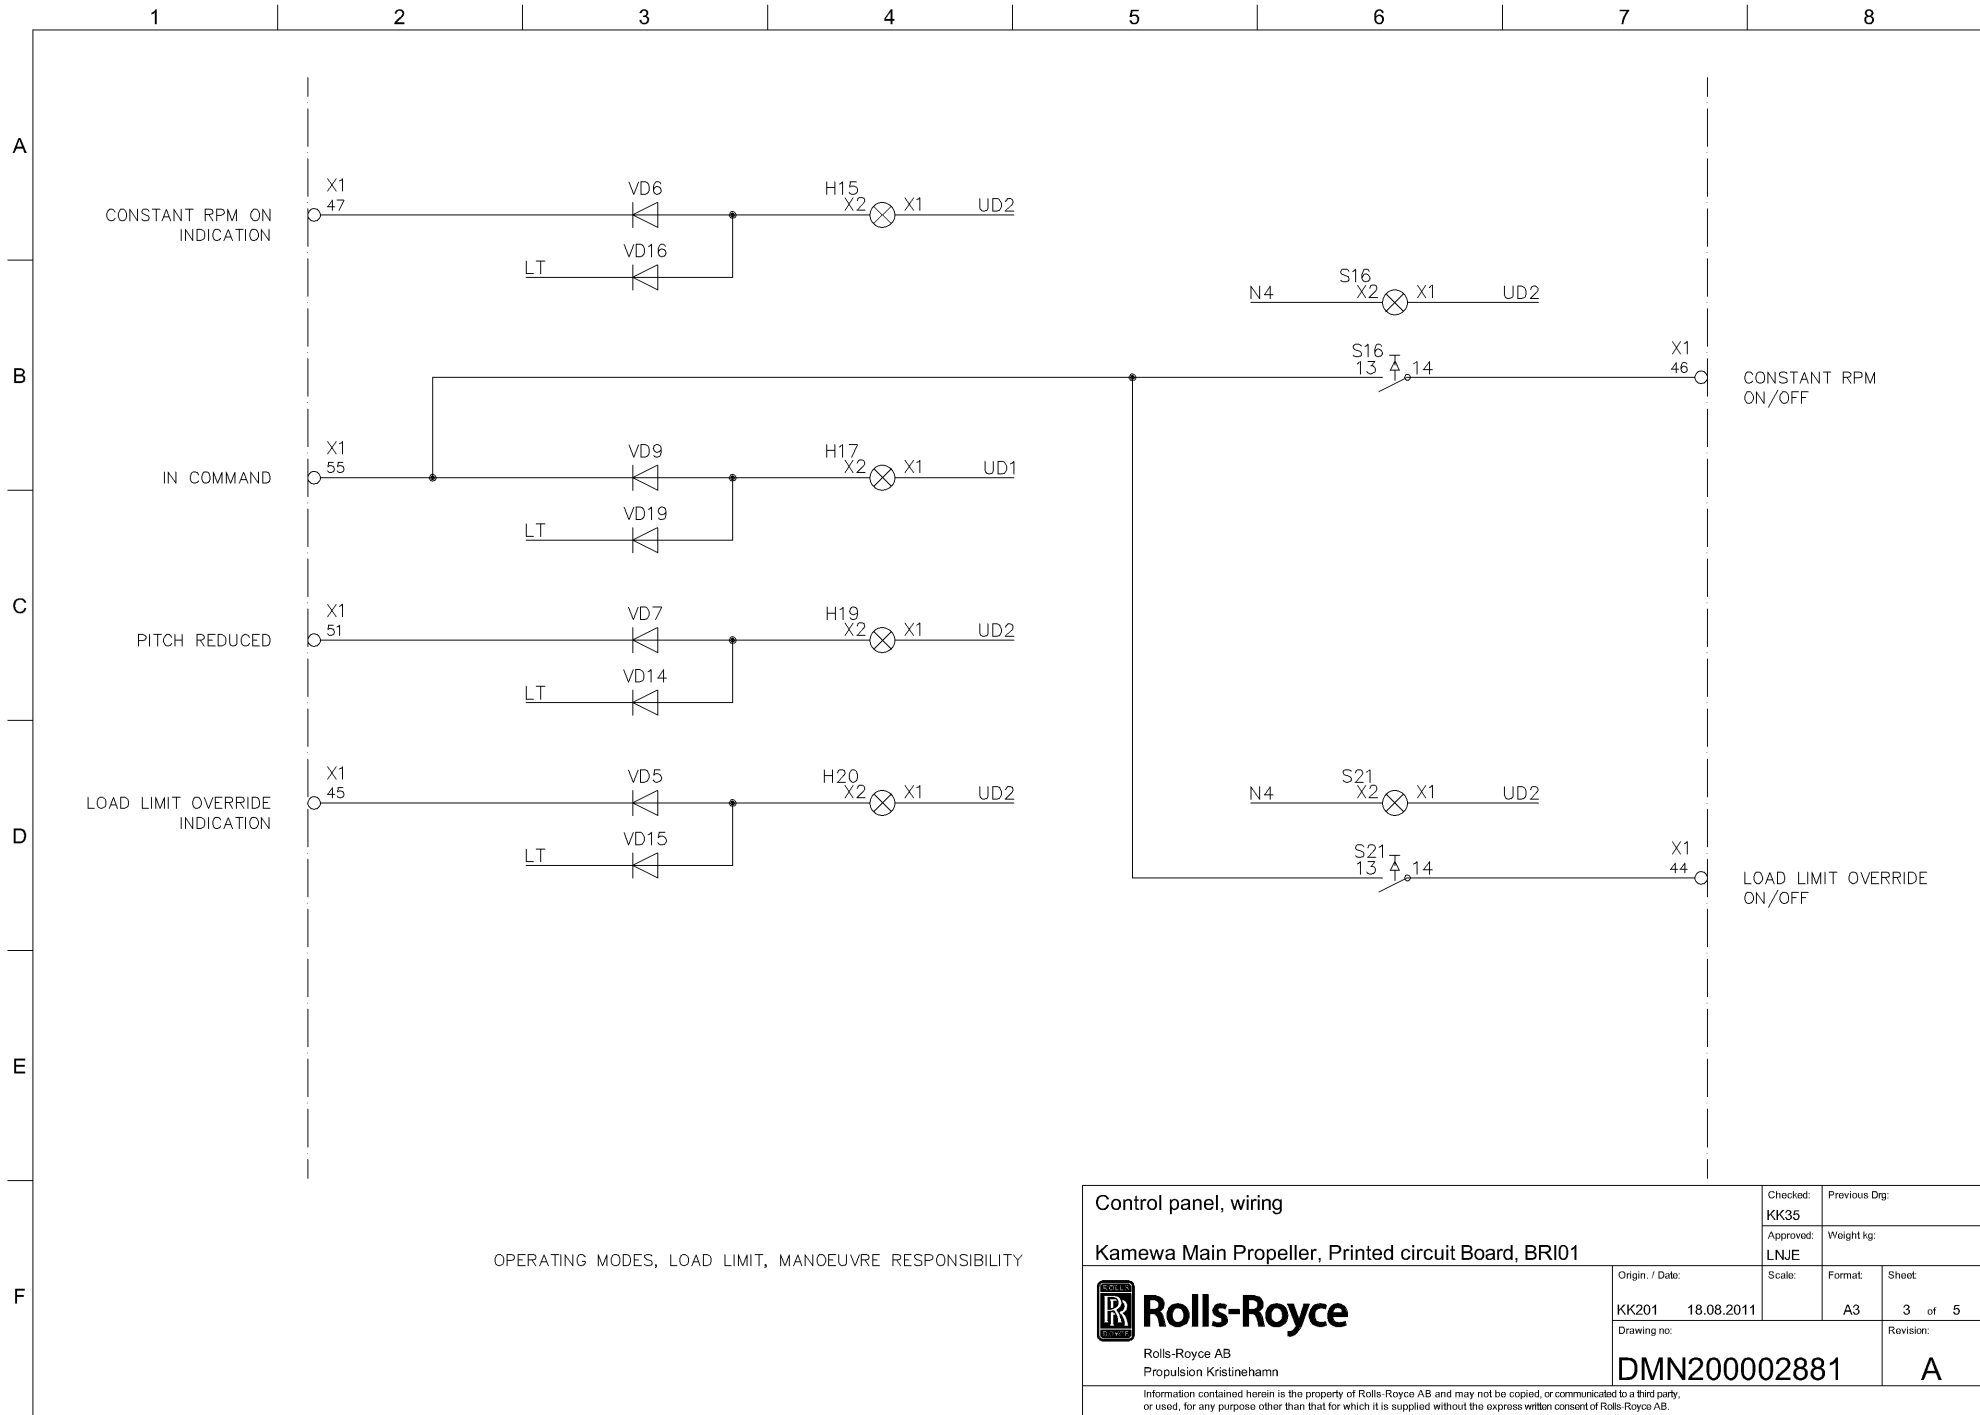 1 2 3 4 5 6 7 8
A
X1
47
VD6
H15
X2 X1 UD2
CONSTANT RPM ON
INDICATION
LT
VD16
S16
N4 X2 X1 UD2
B
S16
13 14
X1
46
CONSTANT RPM
ON/OFF
X1
55
IN COMMAND
VD9
H17
X2 X1 UD1
LT
VD19
C
X1
51
PITCH REDUCED
VD7
H19
X2 X1 UD2
LT
VD14
X1
45
LOAD LIMIT OVERRIDE
INDICATION
VD5
H20
X2 X1 UD2
S21
N4 X2 X1 UD2
D
LT
VD15
S21
13 14
X1
44
LOAD LIMIT OVERRIDE
ON/OFF
E
F
OPERATING MODES, LOAD LIMIT, MANOEUVRE RESPONSIBILITY
Control panel, wiring
Kamewa Main Propeller, Printed circuit Board, BRI01
Checked:
KK35
Previous Drg:
Approved:
LNJE
Weight kg:
ROLLS
RR
ROYCE
Rolls-Royce
Rolls-Royce AB
Propulsion Kristinehamn
Origin. / Date:
KK201 18.08.2011
Scale:
Format:
A3
Sheet:
3 of 5
Drawing no:
DMN200002881
Revision:
A
Information contained herein is the property of Rolls-Royce AB and may not be copied, or communicated to a third party,
or used, for any purpose other than that for which it is supplied without the express written consent of Rolls-Royce AB.